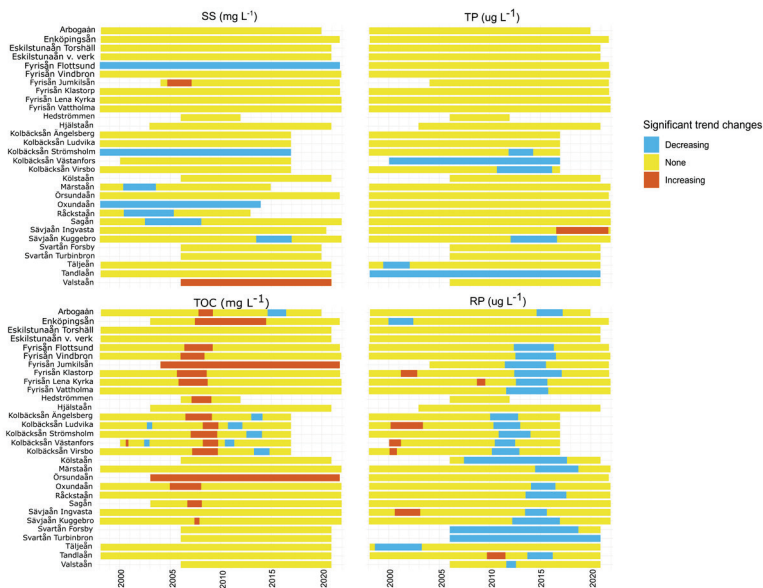 SS (mg L-1)
TP (ug L-1)
Arbogaån
Enköpingsån
Eskilstunaån Torshäll
Eskilstunaån v. verk
Fyrisån Flottsund
Fyrisån Vindbron
Fyrisån Jumkilsån
Fyrisån Klastorp
Fyrisån Lena Kyrka
Fyrisån Vattholma
Hedströmmen
Hjälstaån
Kolbäcksån Ängelsberg
Kolbäcksån Ludvika
Kolbäcksån Strömsholm
Kolbäcksån Västanfors
Kolbäcksån Virsbo
Kölstaån
Märstaån
Örsundaån
Oxundaån
Råckstaån
Sagån
Sävjaån Ingvasta
Sävjaån Kuggebro
Svartån Forsby
Svartån Turbinbron
Täljeån
Tandlaån
Valstaån
Significant trend changes
Decreasing
None
Increasing
TOC (mg L-1)
RP (ug L-1)
Arbogaån
Enköpingsån
Eskilstunaån Torshäll
Eskilstunaån v. verk
Fyrisån Flottsund
Fyrisån Vindbron
Fyrisån Jumkilsån
Fyrisån Klastorp
Fyrisån Lena Kyrka
Fyrisån Vattholma
Hedströmmen
Hjälstaån
Kolbäcksån Ängelsberg
Kolbäcksån Ludvika
Kolbäcksån Strömsholm
Kolbäcksån Västanfors
Kolbäcksån Virsbo
Kölstaån
Märstaån
Örsundaån
Oxundaån
Råckstaån
Sagån
Sävjaån Ingvasta
Sävjaån Kuggebro
Svartån Forsby
Svartån Turbinbron
Täljeån
Tandlaån
Valstaån
2000 2005 2010 2015 2020
2000 2005 2010 2015 2020